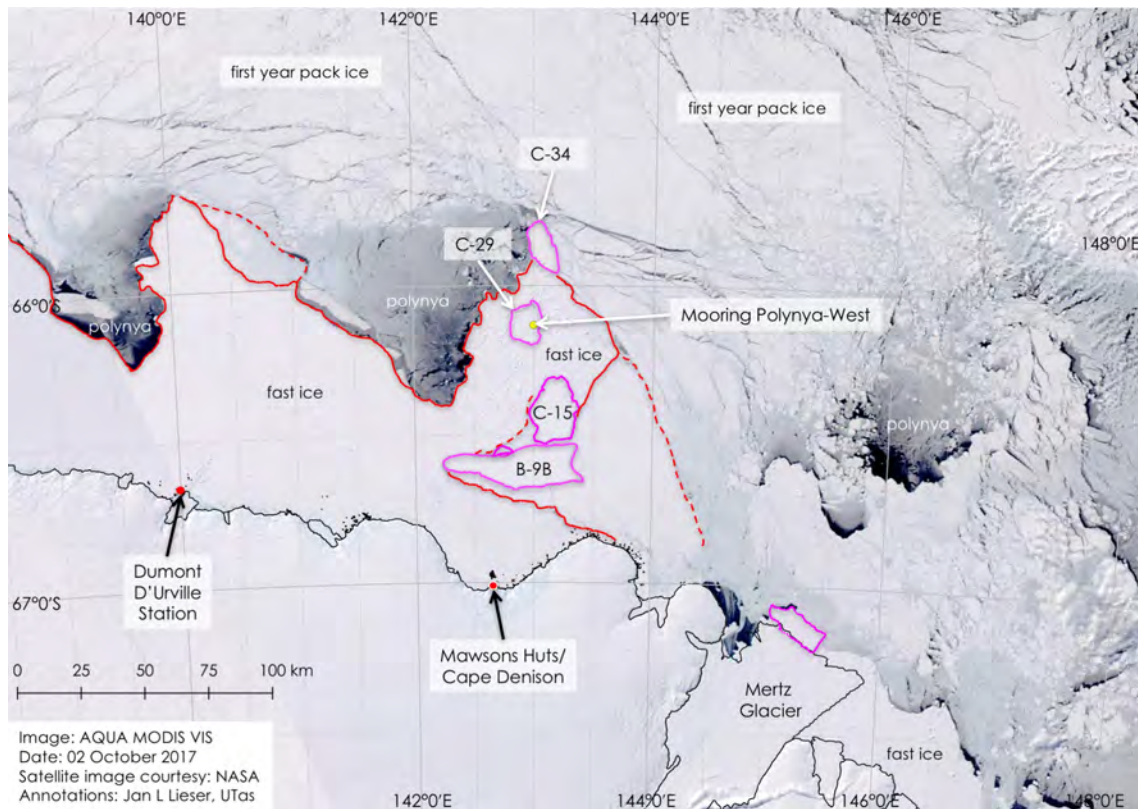 140°0'E
142°0'E
144°0'E
146°0'E
first year pack ice
first year pack ice
C-34
C-29
148°0'E
66°0'S
polynya
polynya
Mooring Polynya-West
fast ice
fast ice
C-15
polynya
B-9B
Dumont
D'Urville
Station
67°0'S
Mawsons Huts/
Cape Denison
0 25 50 75 100 km
Mertz
Glacier
fast ice
Image: AQUA MODIS VIS
Date: 02 October 2017
Satellite image courtesy: NASA
Annotations: Jan L Lieser, UTas
142°0'E
144°0'E
146°0'E
148°0'E